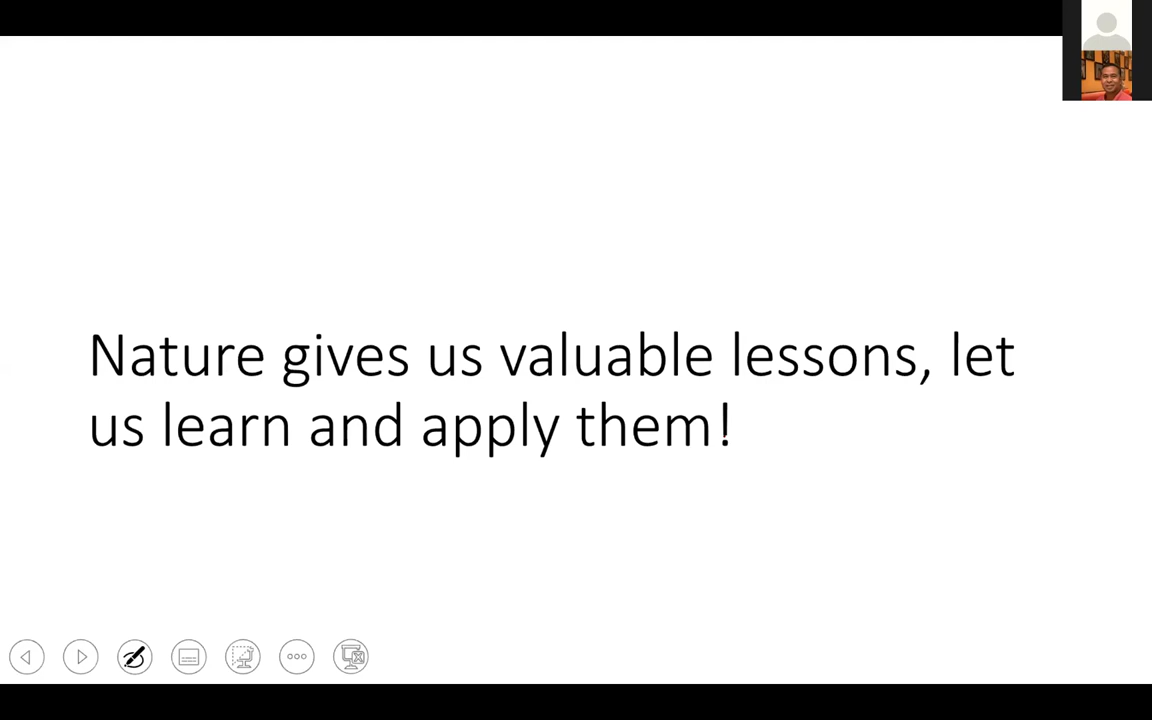 Nature gives us valuable lessons, let
us learn and apply them!